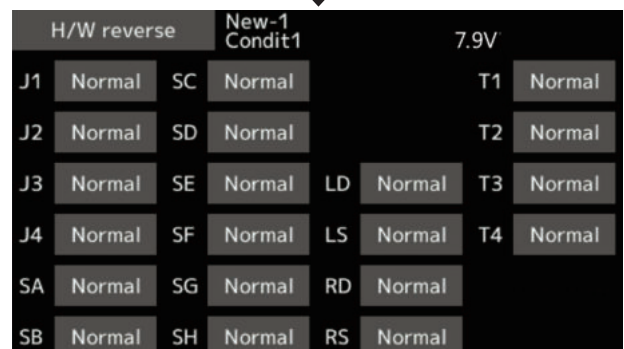 H/W reverse New-1
Condit1 7.9V
J1 Normal SC Normal T1 Normal
J2 Normal SD Normal T2 Normal
J3 Normal SE Normal LD Normal T3 Normal
J4 Normal SF Normal LS Normal T4 Normal
SA Normal SG Normal RD Normal
SB Normal SH Normal RS Normal